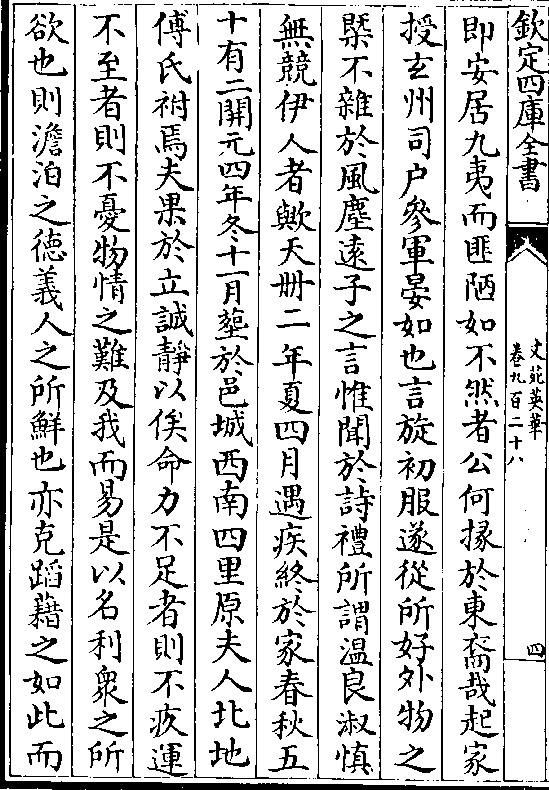 欽定四庫全書
文苑英華
卷九百二十八
四
即安居九夷而匪陋如不然者公何掾於東裔哉起家
授玄州司户參軍晏如也言旋初服遂從所好外物之
槩不雜於風塵遠子之言惟聞於詩禮所謂温良淑慎
無競伊人者歟天冊二年夏四月遇疾終於家春秋五
十有二開元四年冬十一月塟於邑城西南四里原夫人北地
傅氏祔焉夫果於立誠靜以俟命力不足者則不疚運
不至者則不憂物情之難及我而易是以名利衆之所
欲也則澹泊之德義人之所鮮也亦克蹈藉之如此而